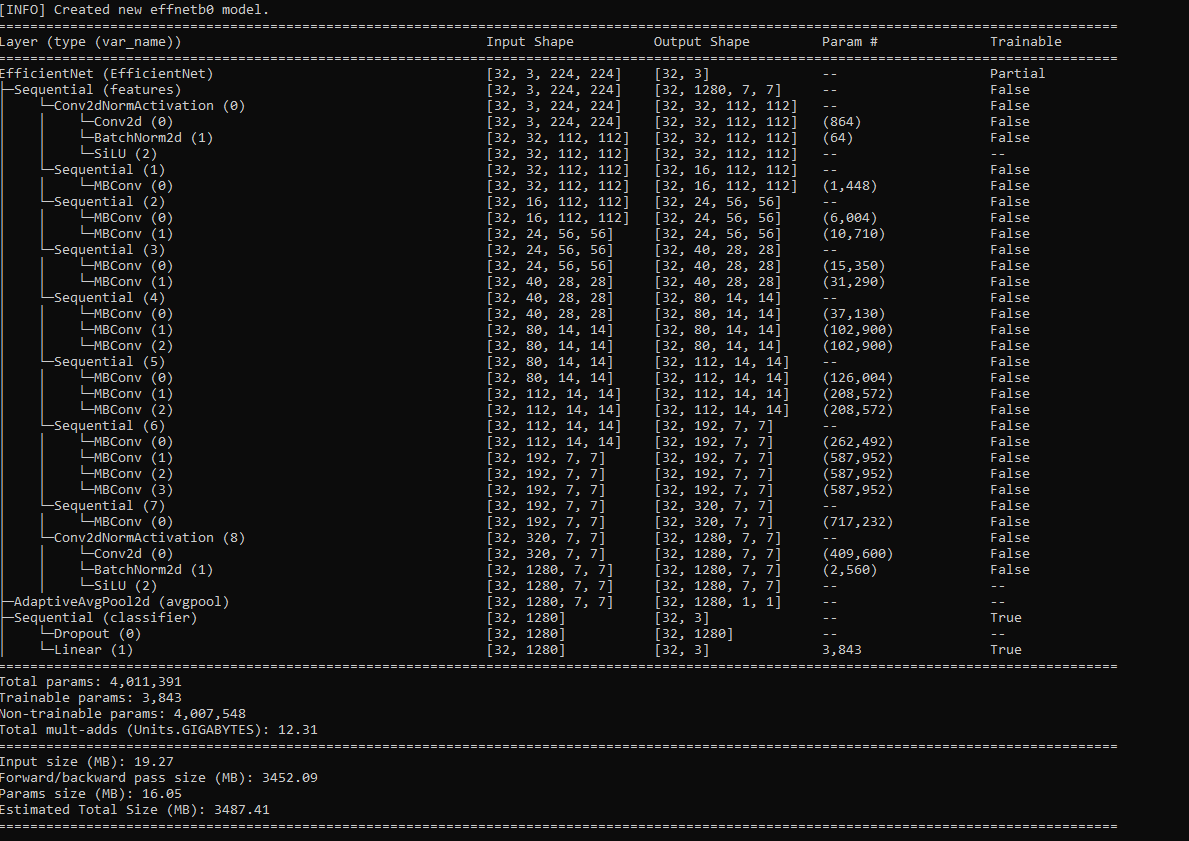 [INFO] Created new effnetb0 model.
============================================================================================================================================
Layer (type (var_name))                                      Input Shape          Output Shape         Param #              Trainable
============================================================================================================================================
EfficientNet (EfficientNet)                                  [32, 3, 224, 224]    [32, 3]              --                   Partial
├─Sequential (features)                                      [32, 3, 224, 224]    [32, 1280, 7, 7]     --                   False
│    └─Conv2dNormActivation (0)                              [32, 3, 224, 224]    [32, 32, 112, 112]   --                   False
│    │    └─Conv2d (0)                                       [32, 3, 224, 224]    [32, 32, 112, 112]   (864)                False
│    │    └─BatchNorm2d (1)                                  [32, 32, 112, 112]   [32, 32, 112, 112]   (64)                 False
│    │    └─SiLU (2)                                         [32, 32, 112, 112]   [32, 32, 112, 112]   --                   --
│    └─Sequential (1)                                        [32, 32, 112, 112]   [32, 16, 112, 112]   --                   False
│    │    └─MBConv (0)                                       [32, 32, 112, 112]   [32, 16, 112, 112]   (1,448)              False
│    └─Sequential (2)                                        [32, 16, 112, 112]   [32, 24, 56, 56]     --                   False
│    │    └─MBConv (0)                                       [32, 16, 112, 112]   [32, 24, 56, 56]     (6,004)              False
│    │    └─MBConv (1)                                       [32, 24, 56, 56]     [32, 24, 56, 56]     (10,710)             False
│    └─Sequential (3)                                        [32, 24, 56, 56]     [32, 40, 28, 28]     --                   False
│    │    └─MBConv (0)                                       [32, 24, 56, 56]     [32, 40, 28, 28]     (15,350)             False
│    │    └─MBConv (1)                                       [32, 40, 28, 28]     [32, 40, 28, 28]     (31,290)             False
│    └─Sequential (4)                                        [32, 40, 28, 28]     [32, 80, 14, 14]     --                   False
│    │    └─MBConv (0)                                       [32, 40, 28, 28]     [32, 80, 14, 14]     (37,130)             False
│    │    └─MBConv (1)                                       [32, 80, 14, 14]     [32, 80, 14, 14]     (102,900)            False
│    │    └─MBConv (2)                                       [32, 80, 14, 14]     [32, 80, 14, 14]     (102,900)            False
│    └─Sequential (5)                                        [32, 80, 14, 14]     [32, 112, 14, 14]    --                   False
│    │    └─MBConv (0)                                       [32, 80, 14, 14]     [32, 112, 14, 14]    (126,004)            False
│    │    └─MBConv (1)                                       [32, 112, 14, 14]    [32, 112, 14, 14]    (208,572)            False
│    │    └─MBConv (2)                                       [32, 112, 14, 14]    [32, 112, 14, 14]    (208,572)            False
│    └─Sequential (6)                                        [32, 112, 14, 14]    [32, 192, 7, 7]      --                   False
│    │    └─MBConv (0)                                       [32, 112, 14, 14]    [32, 192, 7, 7]      (262,492)            False
│    │    └─MBConv (1)                                       [32, 192, 7, 7]      [32, 192, 7, 7]      (587,952)            False
│    │    └─MBConv (2)                                       [32, 192, 7, 7]      [32, 192, 7, 7]      (587,952)            False
│    │    └─MBConv (3)                                       [32, 192, 7, 7]      [32, 192, 7, 7]      (587,952)            False
│    └─Sequential (7)                                        [32, 192, 7, 7]      [32, 320, 7, 7]      --                   False
│    │    └─MBConv (0)                                       [32, 192, 7, 7]      [32, 320, 7, 7]      (717,232)            False
│    └─Conv2dNormActivation (8)                              [32, 320, 7, 7]      [32, 1280, 7, 7]     --                   False
│    │    └─Conv2d (0)                                       [32, 320, 7, 7]      [32, 1280, 7, 7]     (409,600)            False
│    │    └─BatchNorm2d (1)                                  [32, 1280, 7, 7]     [32, 1280, 7, 7]     (2,560)              False
│    │    └─SiLU (2)                                         [32, 1280, 7, 7]     [32, 1280, 7, 7]     --                   --
├─AdaptiveAvgPool2d (avgpool)                                [32, 1280, 7, 7]     [32, 1280, 1, 1]     --                   --
├─Sequential (classifier)                                    [32, 1280]           [32, 3]              --                   True
│    └─Dropout (0)                                           [32, 1280]           [32, 1280]           --                   --
│    └─Linear (1)                                            [32, 1280]           [32, 3]              3,843                True
============================================================================================================================================
Total params: 4,011,391
Trainable params: 3,843
Non-trainable params: 4,007,548
Total mult-adds (Units.GIGABYTES): 12.31
============================================================================================================================================
Input size (MB): 19.27
Forward/backward pass size (MB): 3452.09
Params size (MB): 16.05
Estimated Total Size (MB): 3487.41
============================================================================================================================================